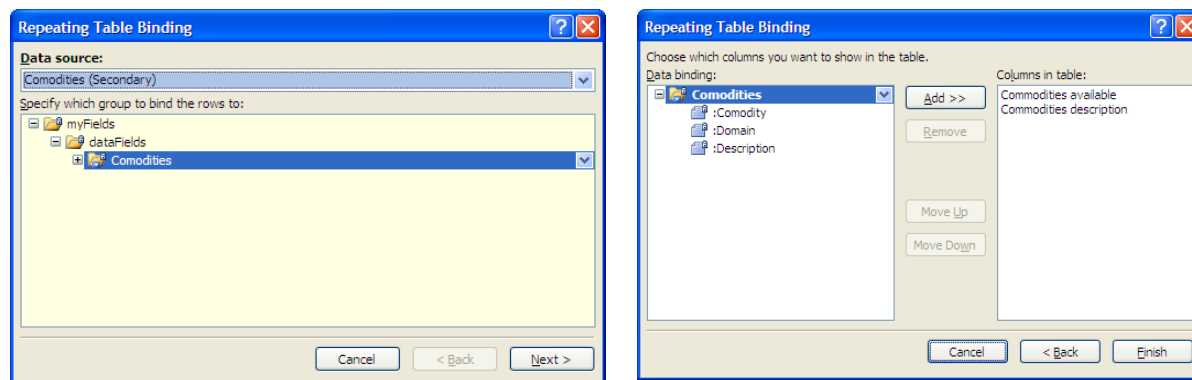 Repeating Table Binding
Data source:
Comodities (Secondary)
Specify which group to bind the rows to:
myFields
dataFields
Comodities
Cancel
< Back
Next >
Repeating Table Binding
Choose which columns you want to show in the table.
Data binding:
Comodities
:Comodity
:Domain
:Description
Add >>
Remove
Move Up
Move Down
Columns in table:
Commodities available
Commodities description
Cancel
< Back
Finish